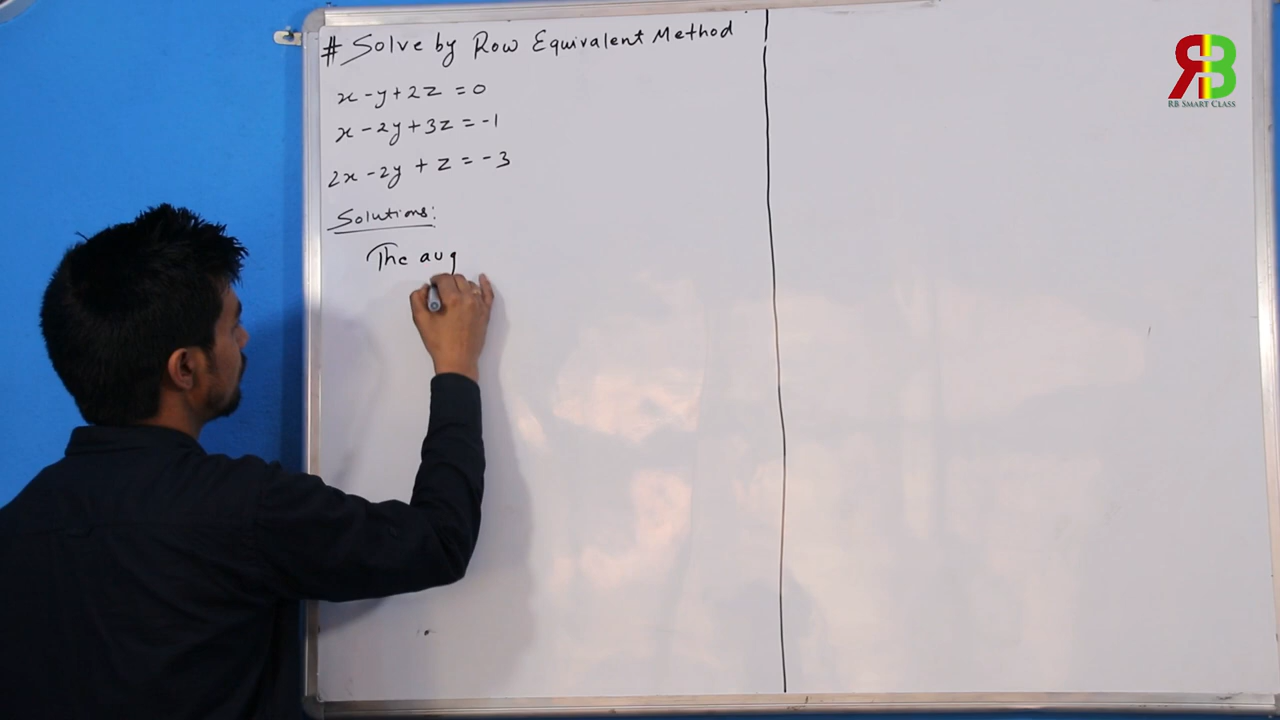 # Solve by Row Equivalent Method
x - y + 2z = 0
x - 2y + 3z = -1
2x - 2y + z = -3
Solutions:
The aug
RB
RB SMART CLASS